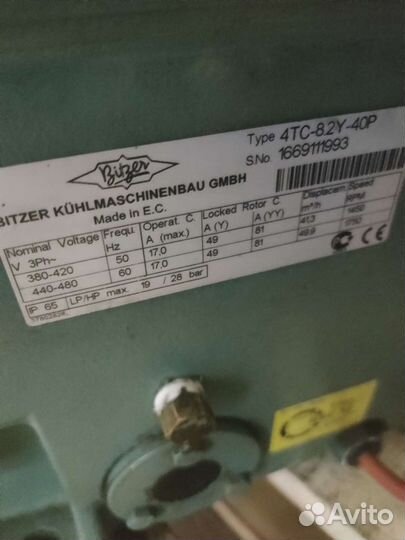 Bitzer
Type 4TC-8.2Y-40P
S.No 1669111993
BITZER KÜHLMASCHINENBAU GMBH
Made in E.C.
Nominal Voltage Frequ. Operat. C. Locked Rotor C. Displacem. Speed
V 3Ph~ Hz A (max.) A (Y) A (YY) m³/h RPM
380-420 50 17,0 49 81 41,3 1450
440-480 60 17,0 49 81 49,9 1750
IP 65 LP/HP max. 19 / 28 bar
Avito